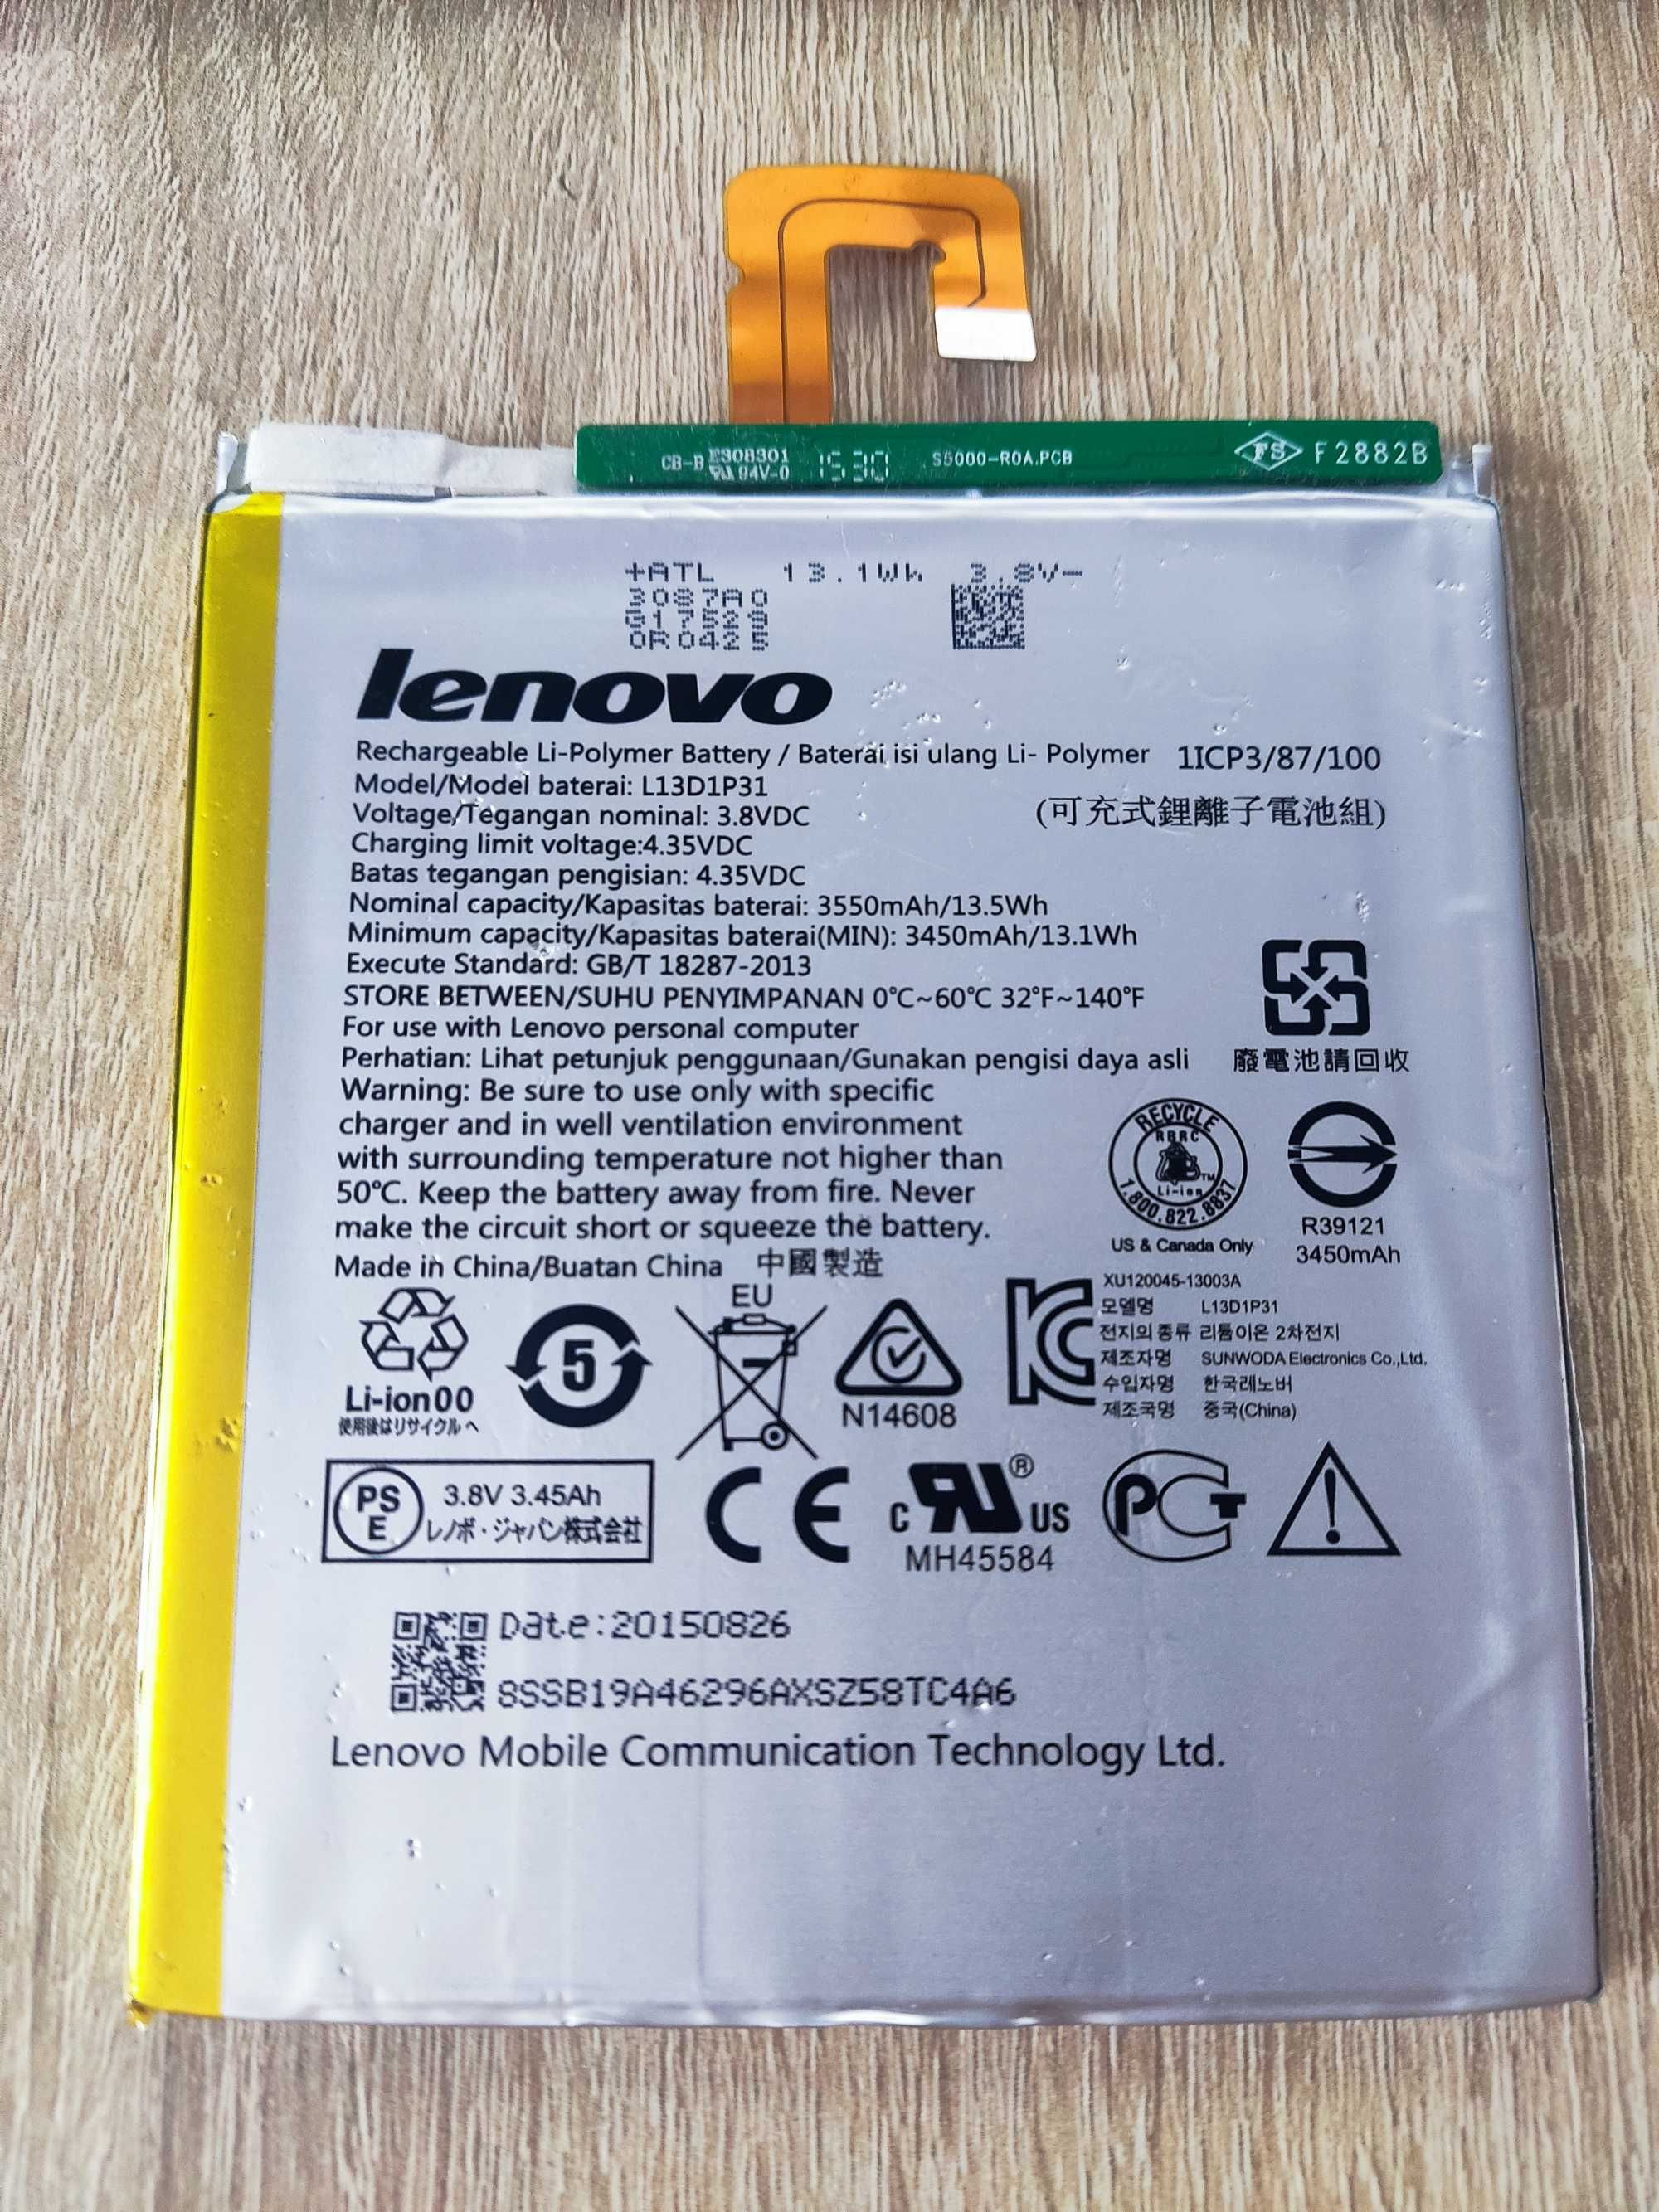 CB-B E308301 94V-0 1530 S5000-R0A.PCB FS F2882B
+ATL 13.1Wh 3.8V-
3087A0
G17529
0R0425
lenovo
Rechargeable Li-Polymer Battery / Baterai isi ulang Li- Polymer 1ICP3/87/100
Model/Model baterai: L13D1P31
Voltage/Tegangan nominal: 3.8VDC (可充式鋰離子電池組)
Charging limit voltage:4.35VDC
Batas tegangan pengisian: 4.35VDC
Nominal capacity/Kapasitas baterai: 3550mAh/13.5Wh
Minimum capacity/Kapasitas baterai(MIN): 3450mAh/13.1Wh
Execute Standard: GB/T 18287-2013
STORE BETWEEN/SUHU PENYIMPANAN 0°C~60°C 32°F~140°F
For use with Lenovo personal computer
Perhatian: Lihat petunjuk penggunaan/Gunakan pengisi daya asli
廢電池請回收
Warning: Be sure to use only with specific
charger and in well ventilation environment
with surrounding temperature not higher than
50°C. Keep the battery away from fire. Never
make the circuit short or squeeze the battery.
Made in China/Buatan China 中國製造
RECYCLE
RBRC
Li-ion
TM
1.800.822.8837
US & Canada Only
R39121
3450mAh
Li-ion00
使用後はリサイクルへ
5
EU
N14608
XU120045-13003A
모델명 L13D1P31
전지의종류 리튬이온 2차전지
제조자명 SUNWODA Electronics Co.,Ltd.
수입자명 한국레노버
제조국명 중국(China)
PS
E
3.8V 3.45Ah
レノボ・ジャパン株式会社
CE
c RU ® US
MH45584
PCT
Date:20150826
8SSB19A46296AXSZ58TC4A6
Lenovo Mobile Communication Technology Ltd.